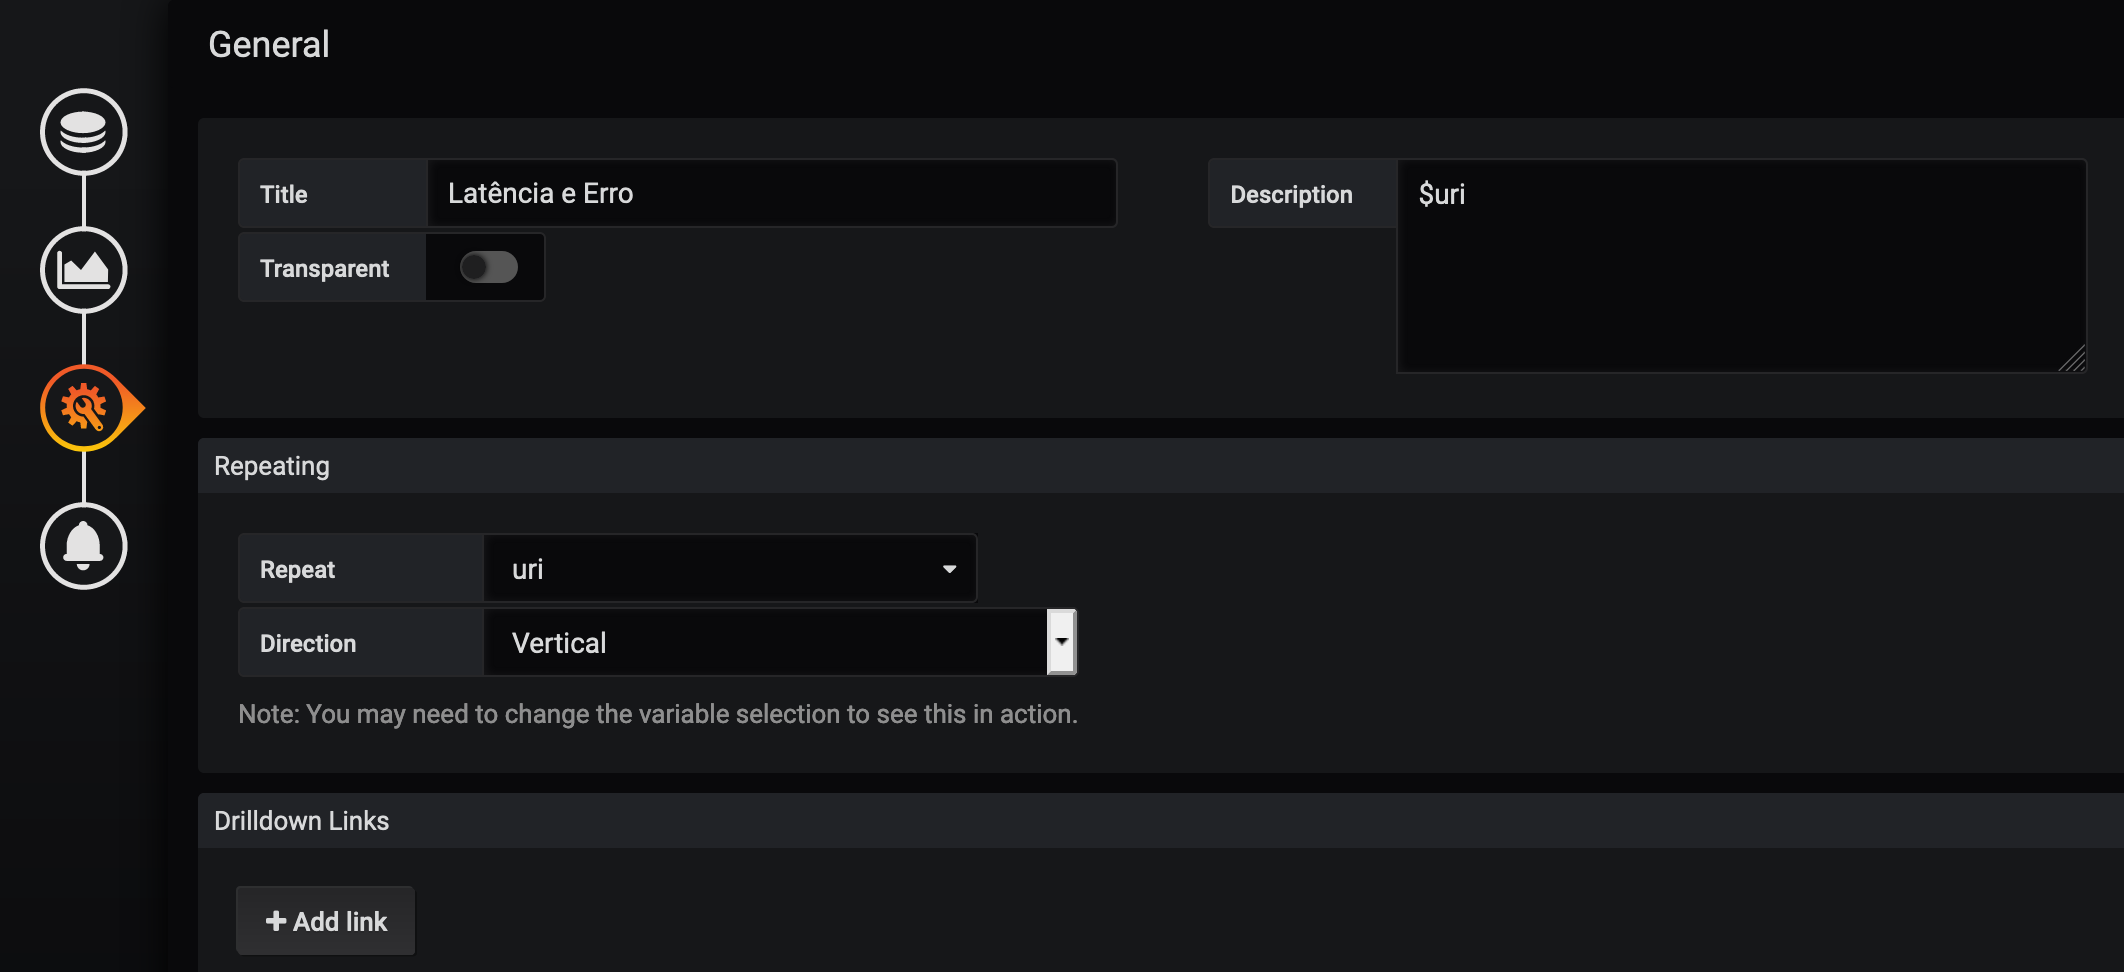 General
Title
Latência e Erro
Description
$uri
Transparent
Repeating
Repeat
uri
Direction
Vertical
Note: You may need to change the variable selection to see this in action.
Drilldown Links
+ Add link